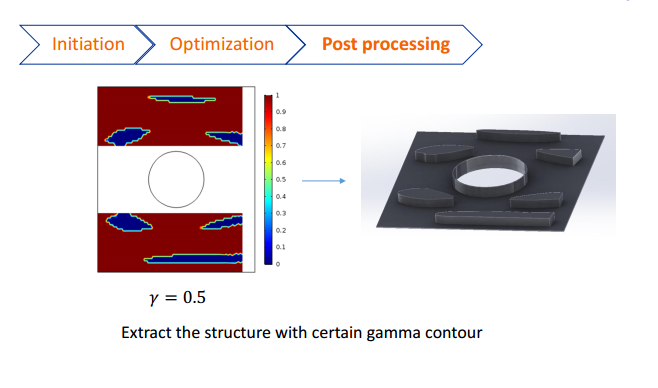 Initiation
Optimization
Post processing
1
0.9
0.8
0.7
0.6
0.5
0.4
0.3
0.2
0.1
0
γ = 0.5
Extract the structure with certain gamma contour